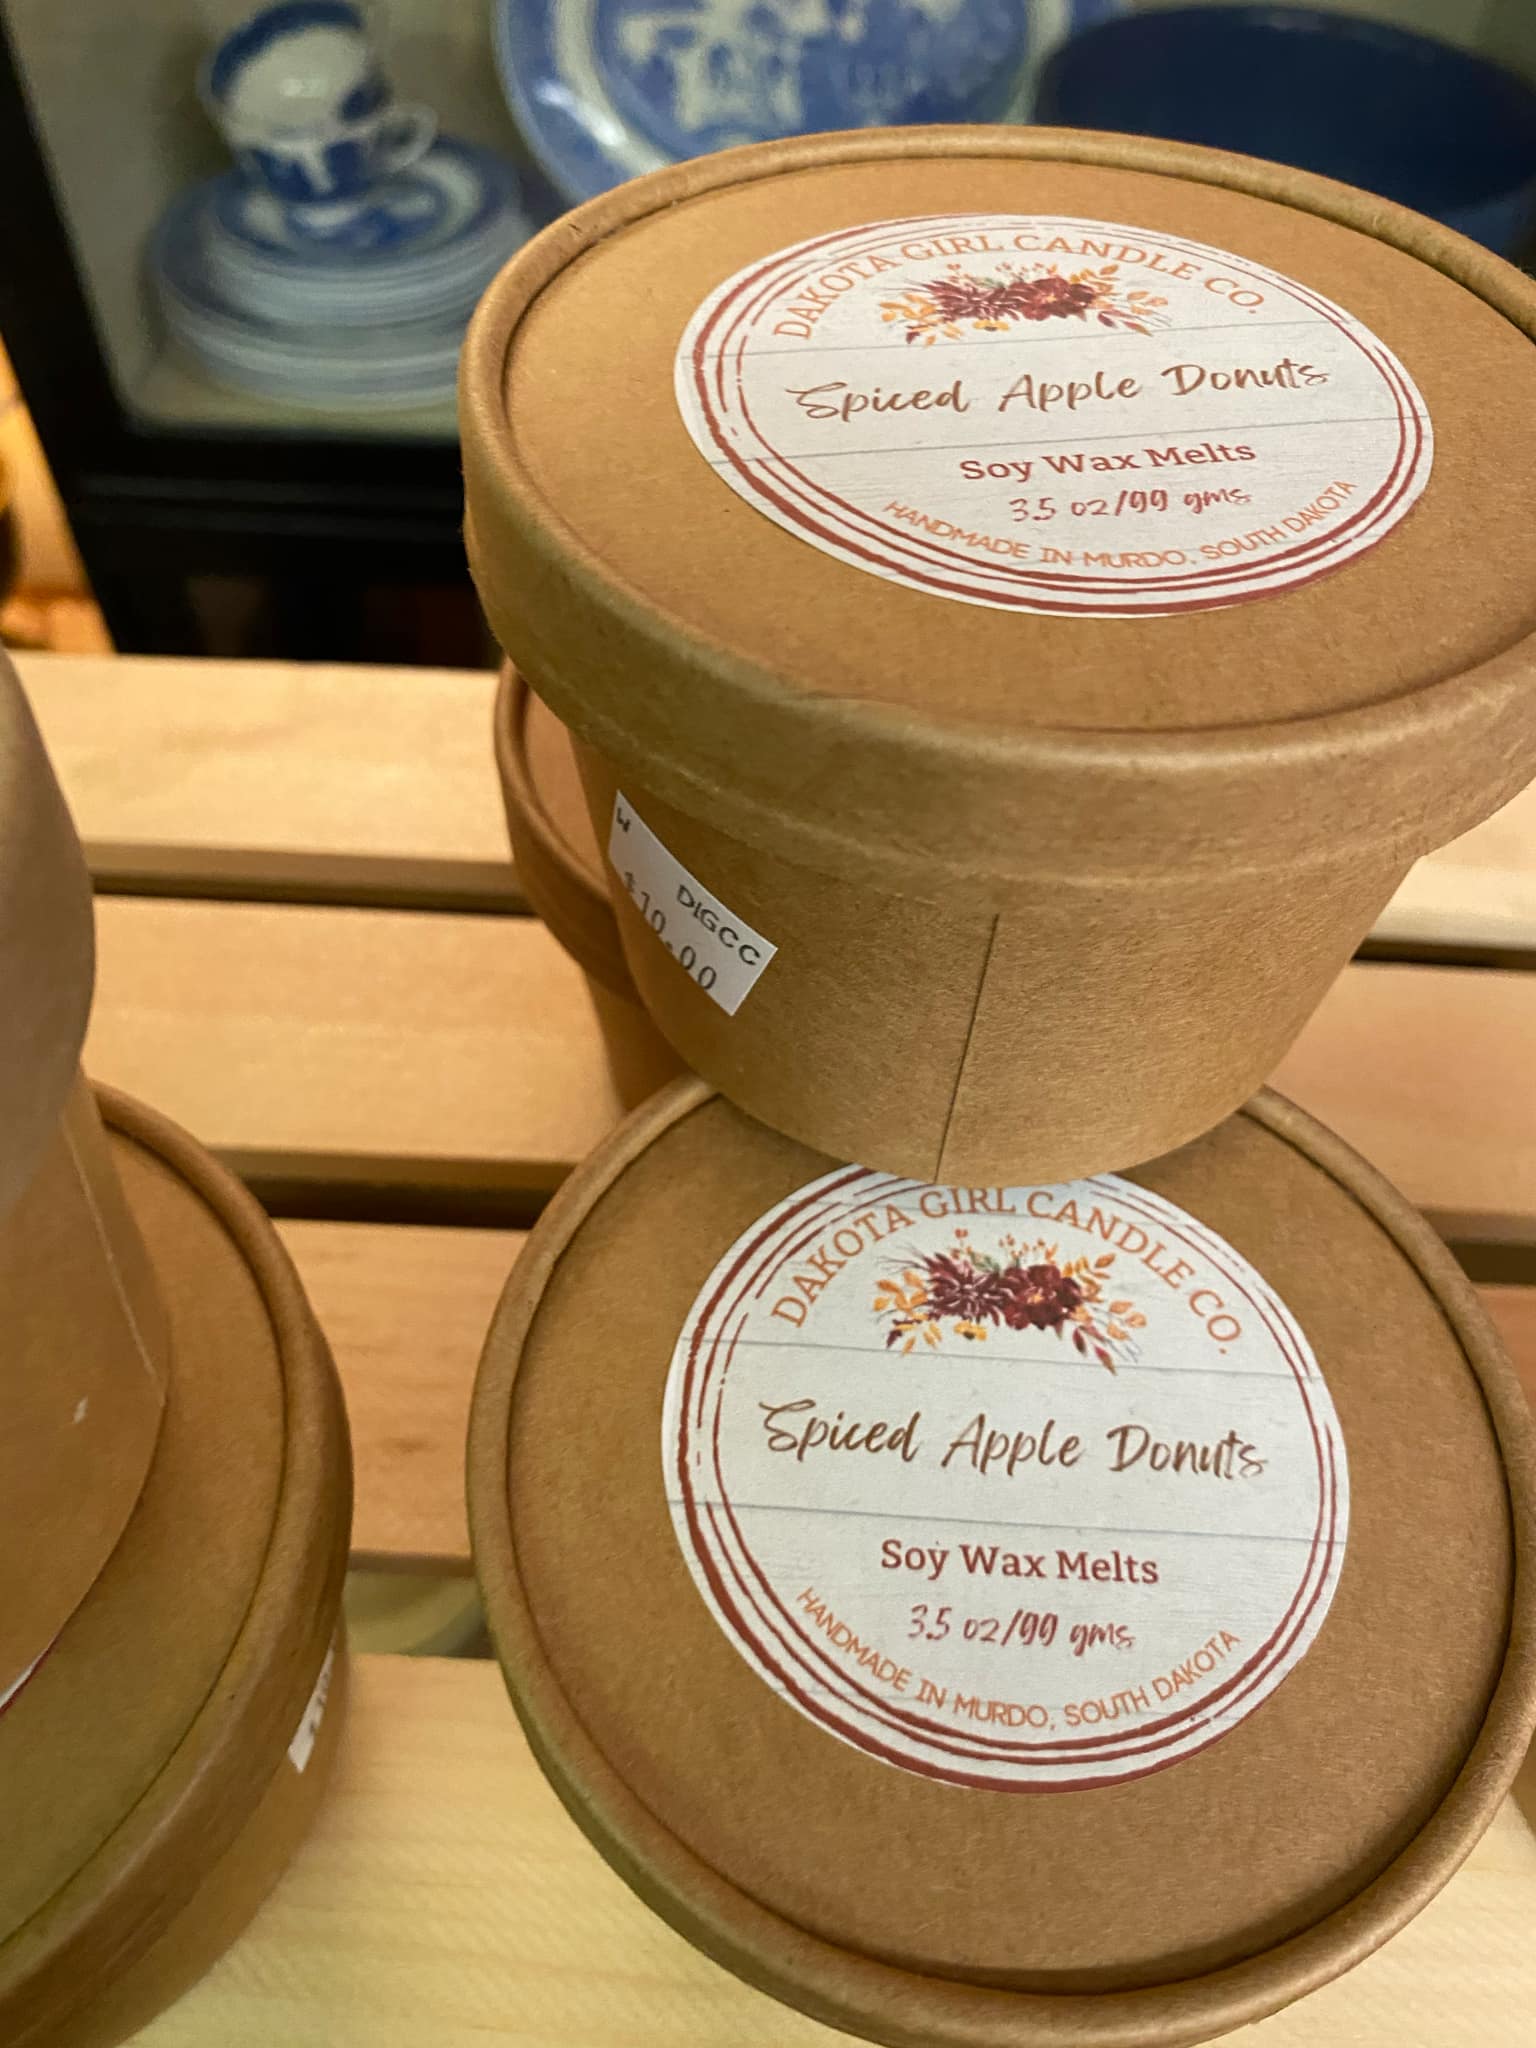 DAKOTA GIRL CANDLE CO.
Spiced Apple Donuts
Soy Wax Melts
3.5 oz/99 gms
HANDMADE IN MURDO, SOUTH DAKOTA
W
DIGCC
$10.00
DAKOTA GIRL CANDLE CO.
Spiced Apple Donuts
Soy Wax Melts
3.5 oz/99 gms
HANDMADE IN MURDO, SOUTH DAKOTA